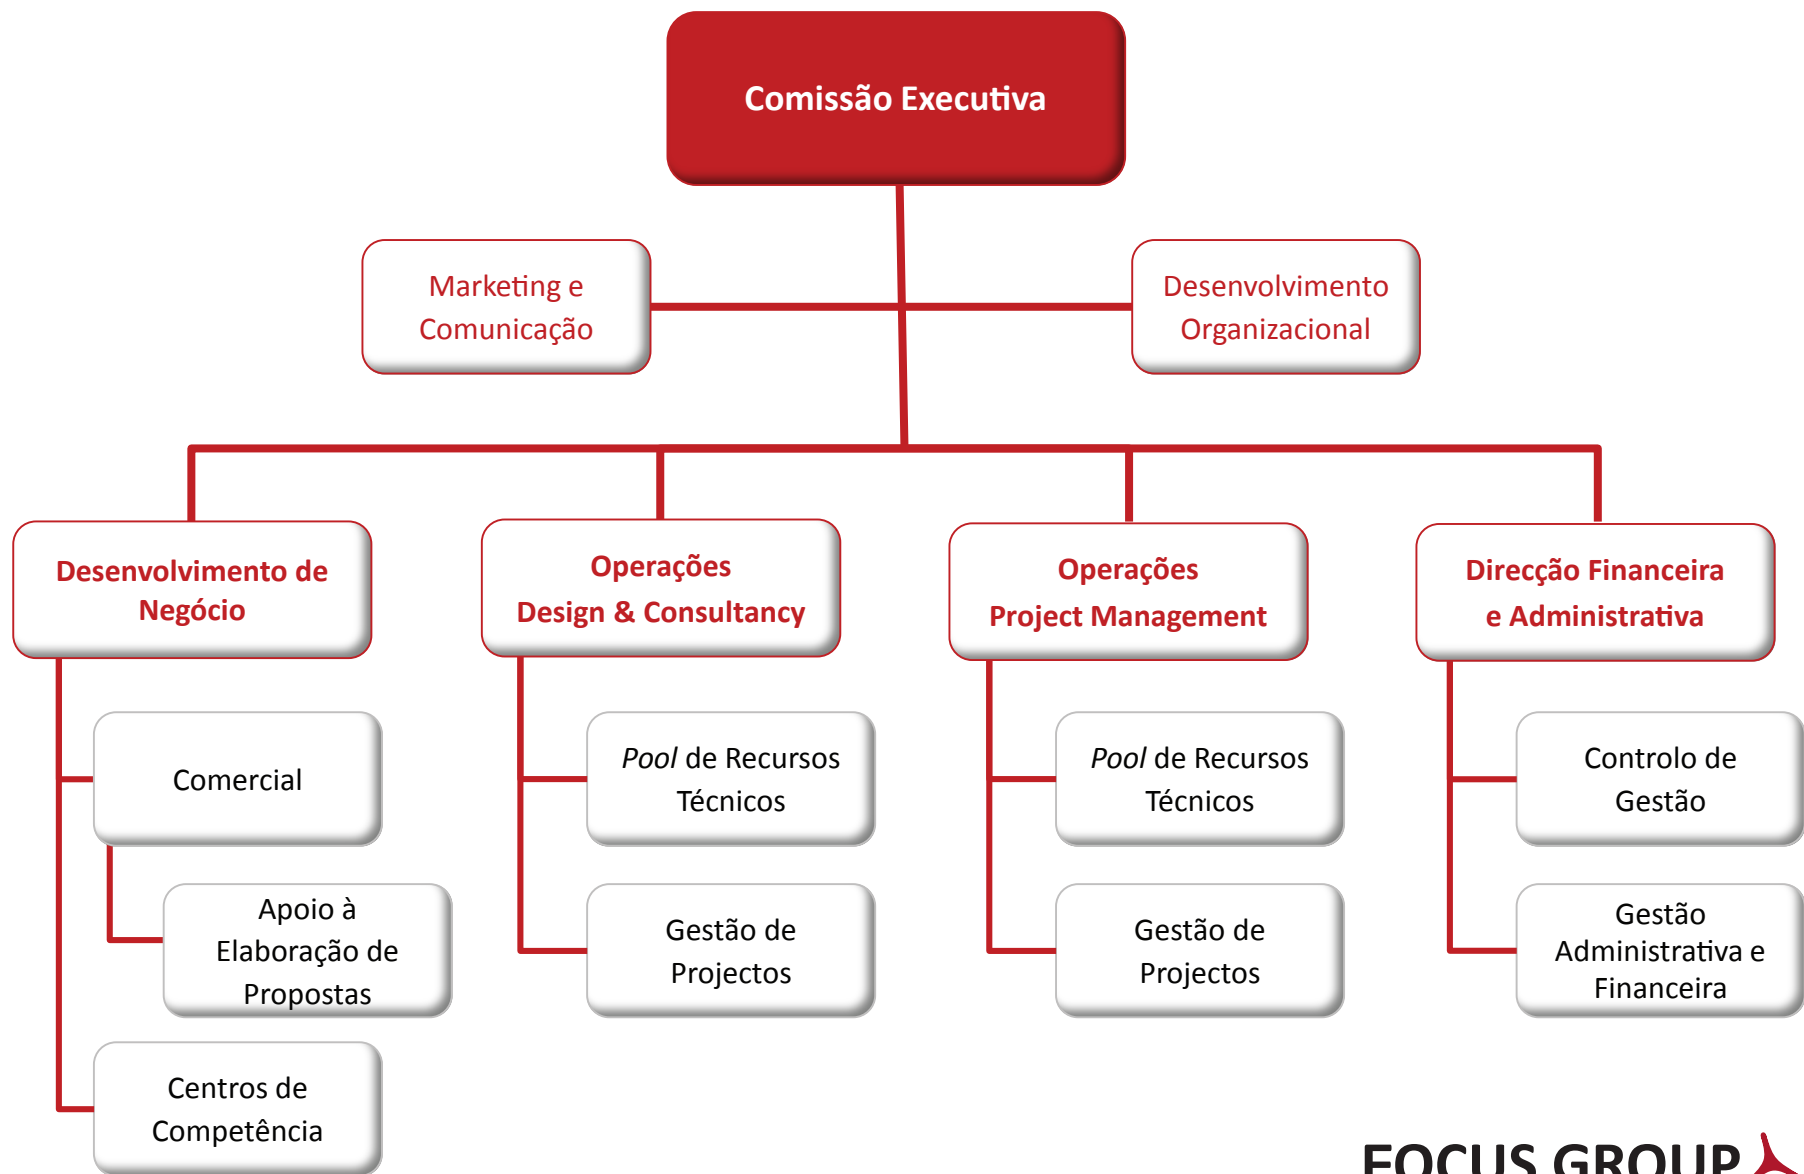 Comissão Executiva
Marketing e
Comunicação
Desenvolvimento
Organizacional
Desenvolvimento de
Negócio
Operações
Design & Consultancy
Operações
Project Management
Direcção Financeira
e Administrativa
Comercial
Pool de Recursos
Técnicos
Pool de Recursos
Técnicos
Controlo de
Gestão
Apoio à
Elaboração de
Propostas
Gestão de
Projectos
Gestão de
Projectos
Gestão
Administrativa e
Financeira
Centros de
Competência
FOCUS GROUP